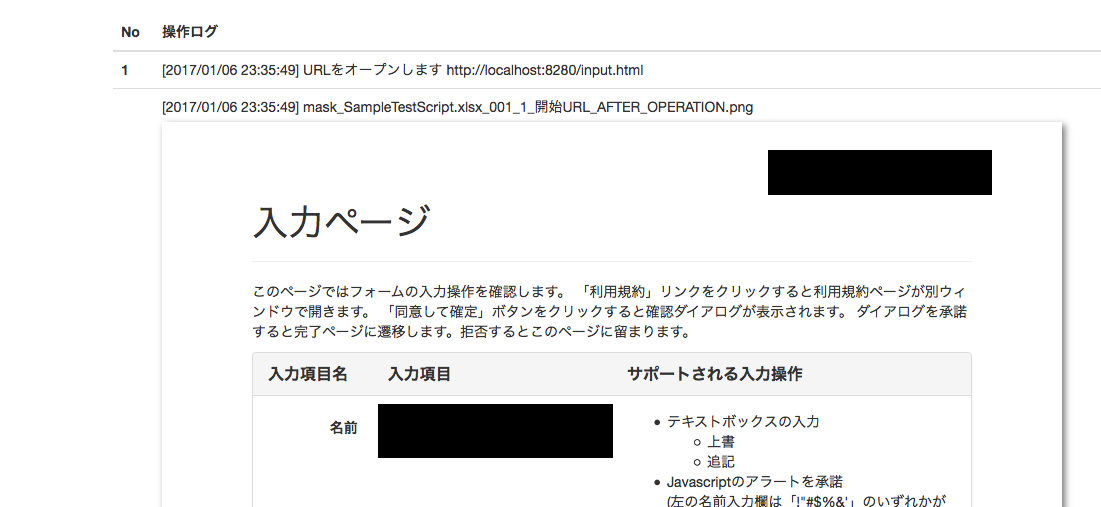 No 操作ログ
1 [2017/01/06 23:35:49] URLをオープンします http://localhost:8280/input.html
[2017/01/06 23:35:49] mask_SampleTestScript.xlsx_001_1_開始URL_AFTER_OPERATION.png
入力ページ
このページではフォームの入力操作を確認します。 「利用規約」リンクをクリックすると利用規約ページが別ウィ
ンドウで開きます。 「同意して確定」ボタンをクリックすると確認ダイアログが表示されます。 ダイアログを承諾
すると完了ページに遷移します。拒否するとこのページに留まります。
入力項目名 入力項目 サポートされる入力操作
名前
• テキストボックスの入力
○ 上書
○ 追記
• Javascriptのアラートを承諾
(左の名前入力欄は「!"#$%&'」のいずれかが